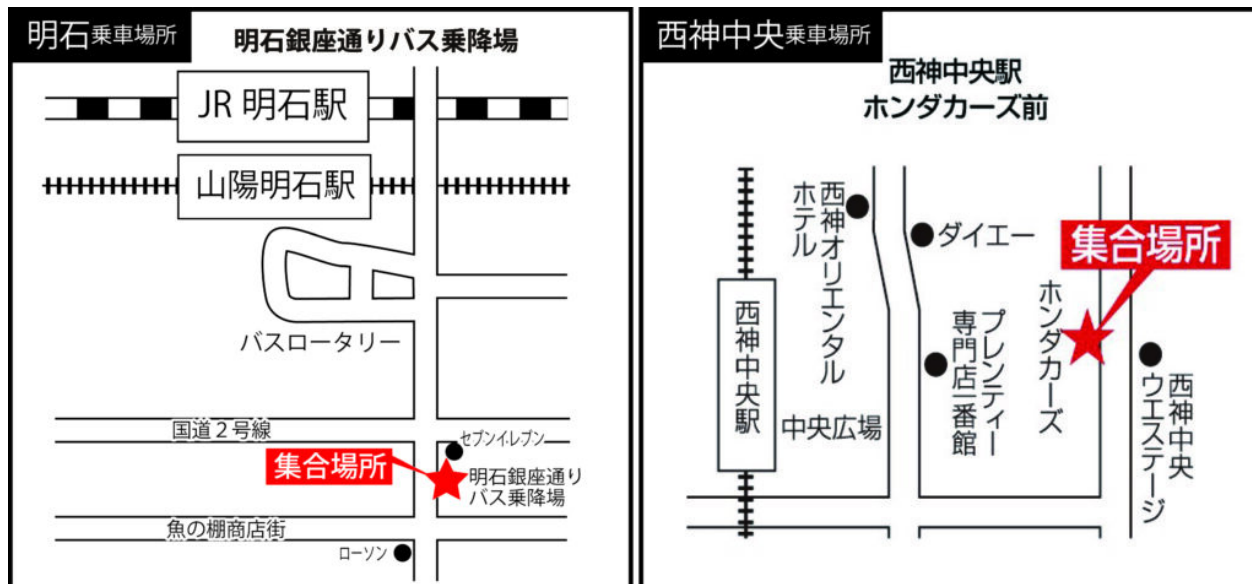 明石乗車場所
明石銀座通りバス乗降場
JR 明石駅
山陽明石駅
バスロータリー
国道2号線
セブンイレブン
集合場所
明石銀座通り
バス乗降場
魚の棚商店街
ローソン
西神中央乗車場所
西神中央駅
ホンダカーズ前
西神オリエンタル
ホテル
ダイエー
集合場所
西神中央駅
中央広場
プレンティー
専門店一番館
ホンダカーズ
西神中央
ウエステージ